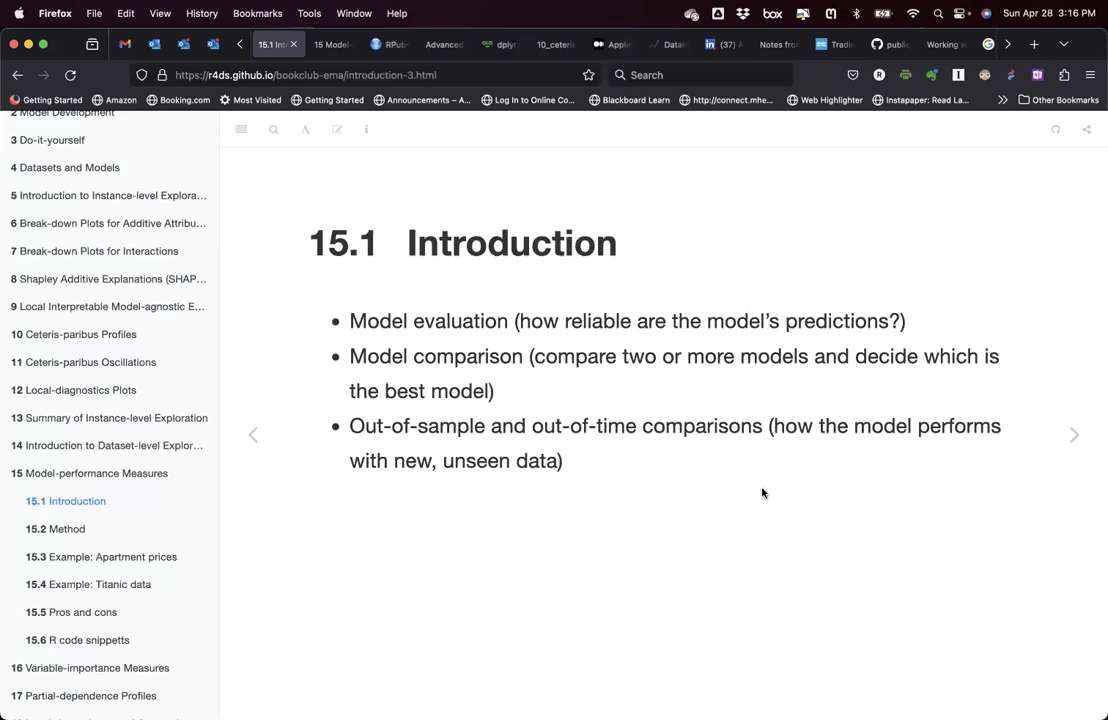 Firefox File Edit View History Bookmarks Tools Window Help box Sun Apr 28 3:16 PM
15.1 Int 15 Model- RPub Advanced dplyr 10_ceteri Applic Datai (37) Notes from Tradin public Working
https://r4ds.github.io/bookclub-ema/introduction-3.html Search
Getting Started Amazon Booking.com Most Visited Getting Started Announcements – A... Log In to Online Co... Blackboard Learn http://connect.mhe... Web Highlighter Instapaper: Read La... Other Bookmarks
2 Model Development
3 Do-it-yourself
4 Datasets and Models
5 Introduction to Instance-level Explora...
6 Break-down Plots for Additive Attribu...
7 Break-down Plots for Interactions
8 Shapley Additive Explanations (SHAP...
9 Local Interpretable Model-agnostic E...
10 Ceteris-paribus Profiles
11 Ceteris-paribus Oscillations
12 Local-diagnostics Plots
13 Summary of Instance-level Exploration
14 Introduction to Dataset-level Explor...
15 Model-performance Measures
15.1 Introduction
15.2 Method
15.3 Example: Apartment prices
15.4 Example: Titanic data
15.5 Pros and cons
15.6 R code snippetts
16 Variable-importance Measures
17 Partial-dependence Profiles
15.1 Introduction
• Model evaluation (how reliable are the model's predictions?)
• Model comparison (compare two or more models and decide which is
the best model)
• Out-of-sample and out-of-time comparisons (how the model performs
with new, unseen data)